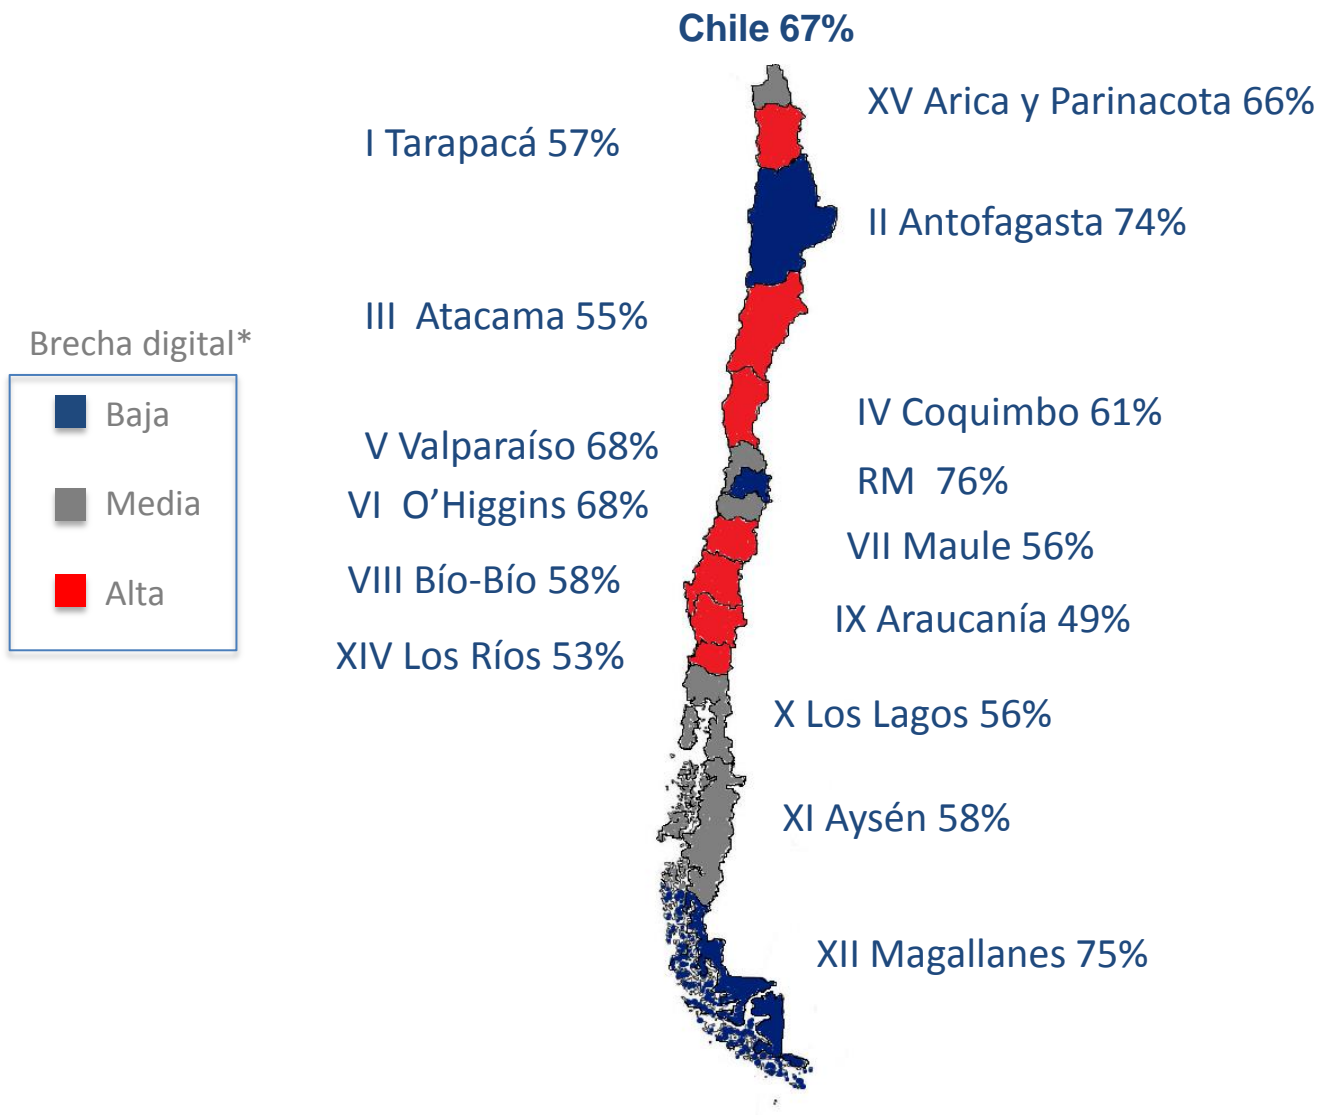 Chile 67%
XV Arica y Parinacota 66%
I Tarapacá 57%
II Antofagasta 74%
III  Atacama 55%
Brecha digital*
Baja
Media
Alta
IV Coquimbo 61%
V Valparaíso 68%
RM  76%
VI  O’Higgins 68%
VII Maule 56%
VIII Bío-Bío 58%
IX Araucanía 49%
XIV Los Ríos 53%
X Los Lagos 56%
XI Aysén 58%
XII Magallanes 75%